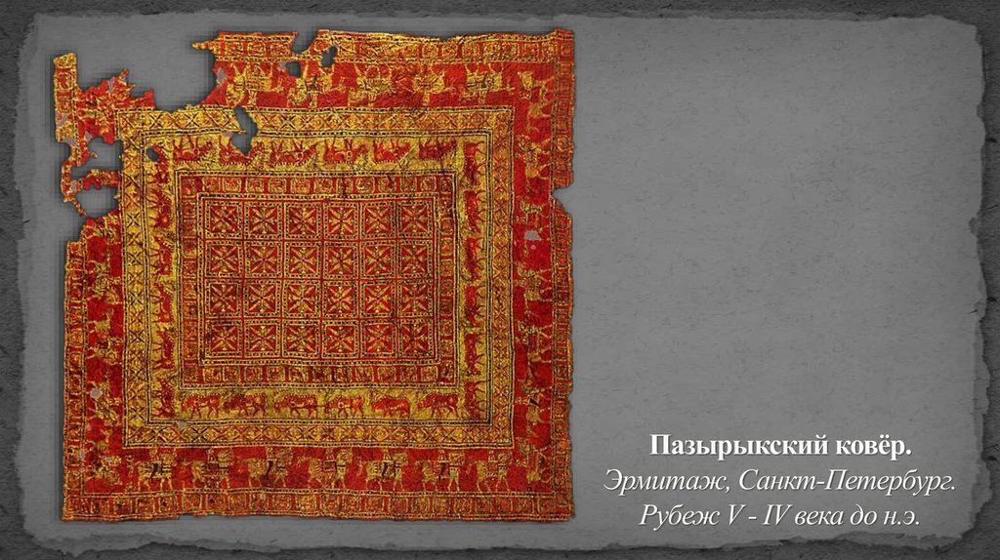 Пазырыкский ковёр.
Эрмитаж, Санкт-Петербург.
Рубеж V - IV века до н.э.